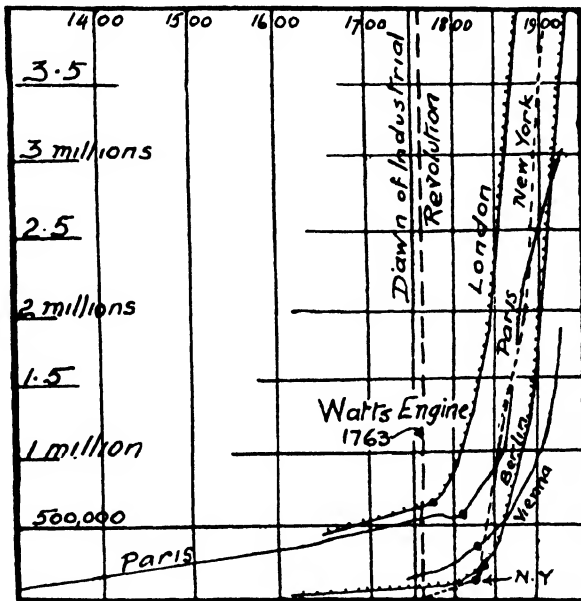 1400 1500 1600 1700 1800 1900
3.5
3 millions
2.5
2 millions
1.5
1 million
500,000
Dawn of Industrial
Revolution
London
New York
Paris
Watts Engine
1763
Berlin
Vienna
Paris
N.Y